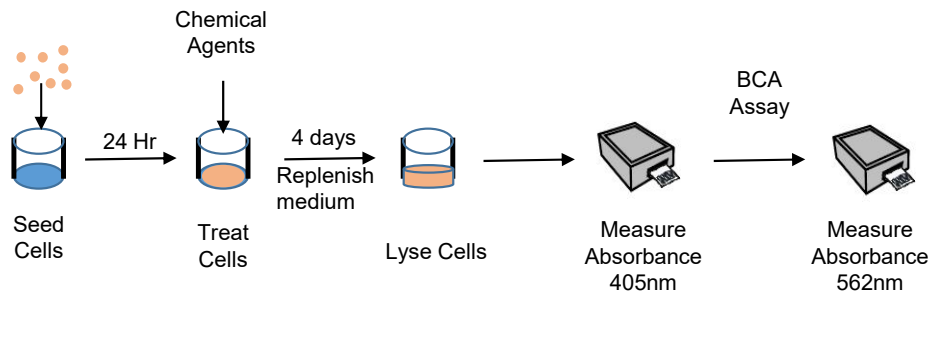 Chemical
Agents
24 Hr
4 days
Replenish
medium
BCA
Assay
Seed
Cells
Treat
Cells
Lyse Cells
Measure
Absorbance
405nm
Measure
Absorbance
562nm